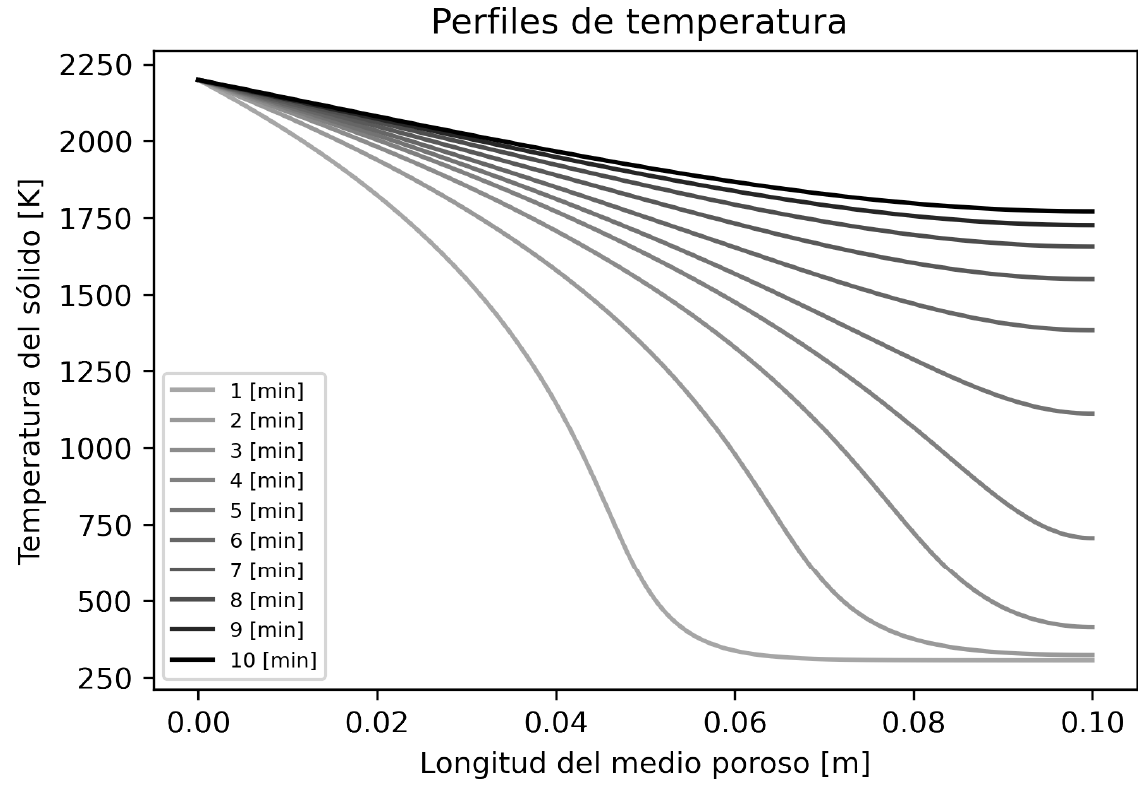 Perfiles de temperatura
Temperatura del sólido [K]
2250
2000
1750
1500
1250
1000
750
500
250
1 [min]
2 [min]
3 [min]
4 [min]
5 [min]
6 [min]
7 [min]
8 [min]
9 [min]
10 [min]
0.00 0.02 0.04 0.06 0.08 0.10
Longitud del medio poroso [m]